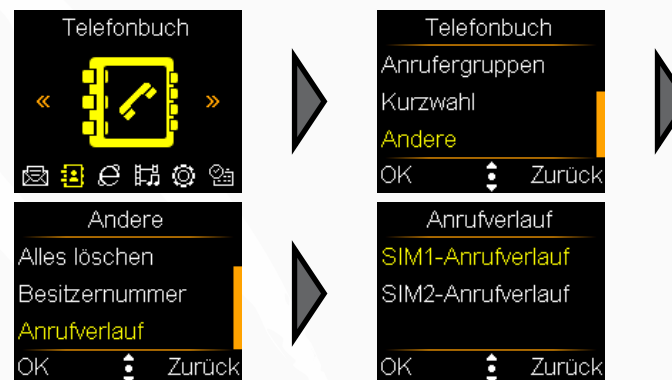 Telefonbuch
Telefonbuch
Anrufergruppen
Kurzwahl
Andere
OK Zurück
Andere
Alles löschen
Besitzernummer
Anrufverlauf
OK Zurück
Anrufverlauf
SIM1-Anrufverlauf
SIM2-Anrufverlauf
OK Zurück